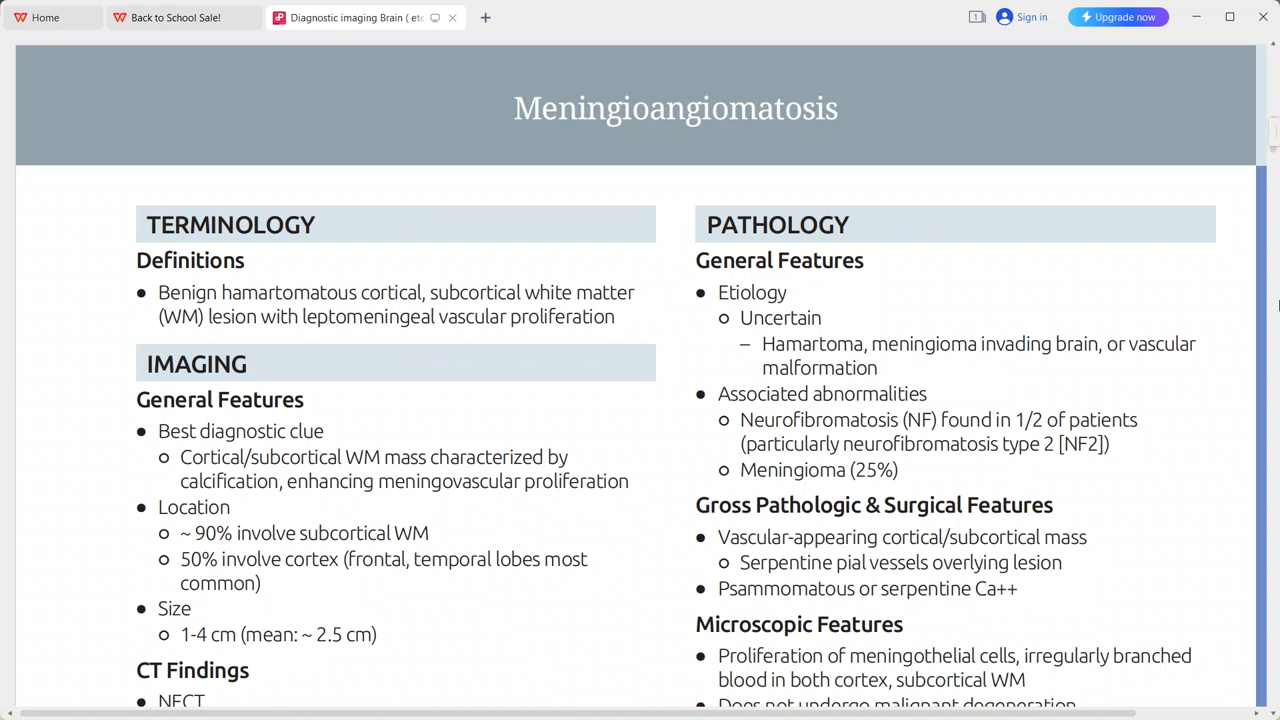 Home
Back to School Sale!
Diagnostic imaging Brain ( etc
1
Sign in
Upgrade now
Meningioangiomatosis
TERMINOLOGY
Definitions
● Benign hamartomatous cortical, subcortical white matter
(WM) lesion with leptomeningeal vascular proliferation
IMAGING
General Features
● Best diagnostic clue
○ Cortical/subcortical WM mass characterized by
calcification, enhancing meningovascular proliferation
● Location
○ ~ 90% involve subcortical WM
○ 50% involve cortex (frontal, temporal lobes most
common)
● Size
○ 1-4 cm (mean: ~ 2.5 cm)
CT Findings
● NECT
PATHOLOGY
General Features
● Etiology
○ Uncertain
– Hamartoma, meningioma invading brain, or vascular
malformation
● Associated abnormalities
○ Neurofibromatosis (NF) found in 1/2 of patients
(particularly neurofibromatosis type 2 [NF2])
○ Meningioma (25%)
Gross Pathologic & Surgical Features
● Vascular-appearing cortical/subcortical mass
○ Serpentine pial vessels overlying lesion
● Psammomatous or serpentine Ca++
Microscopic Features
● Proliferation of meningothelial cells, irregularly branched
blood in both cortex, subcortical WM
● Does not undergo malignant degeneration